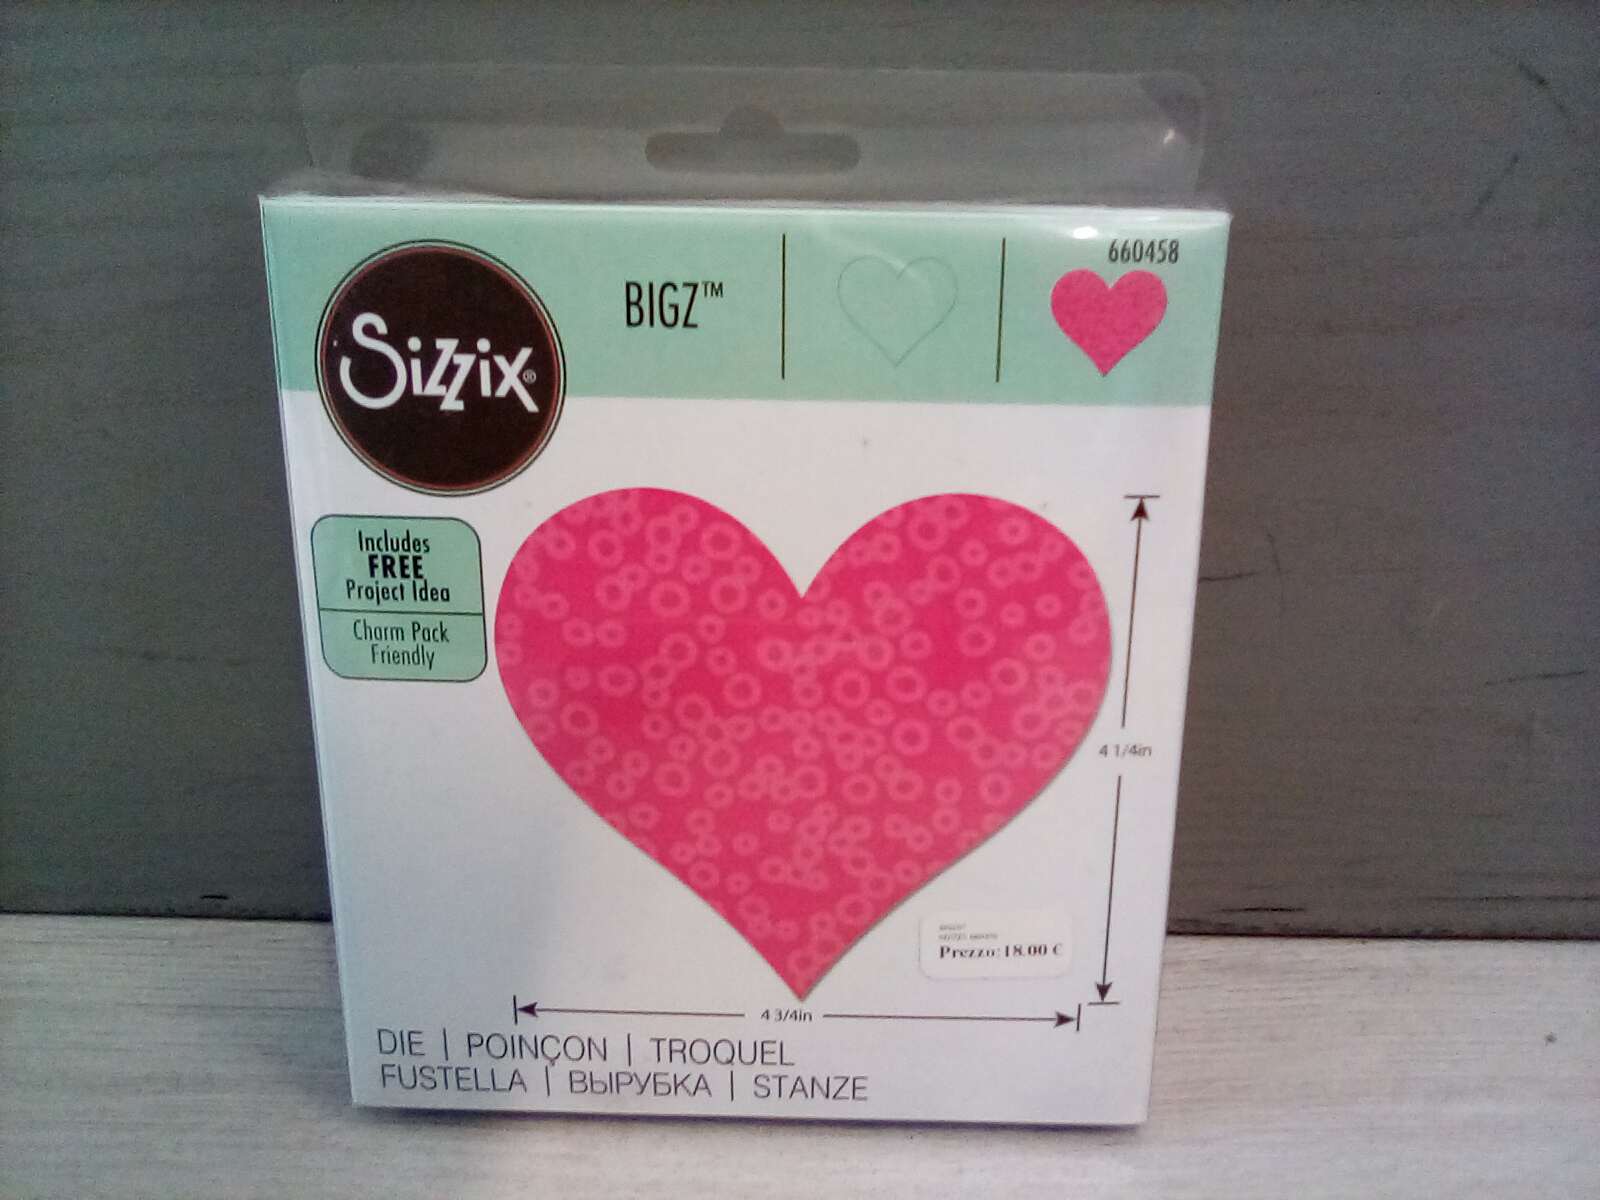 660458
BIGZ™
Sizzix®
Includes
FREE
Project Idea
Charm Pack
Friendly
4 1/4in
Prezzo: 18.00 €
4 3/4in
DIE | POINÇON | TROQUEL
FUSTELLA | ВЫРУБКА | STANZE